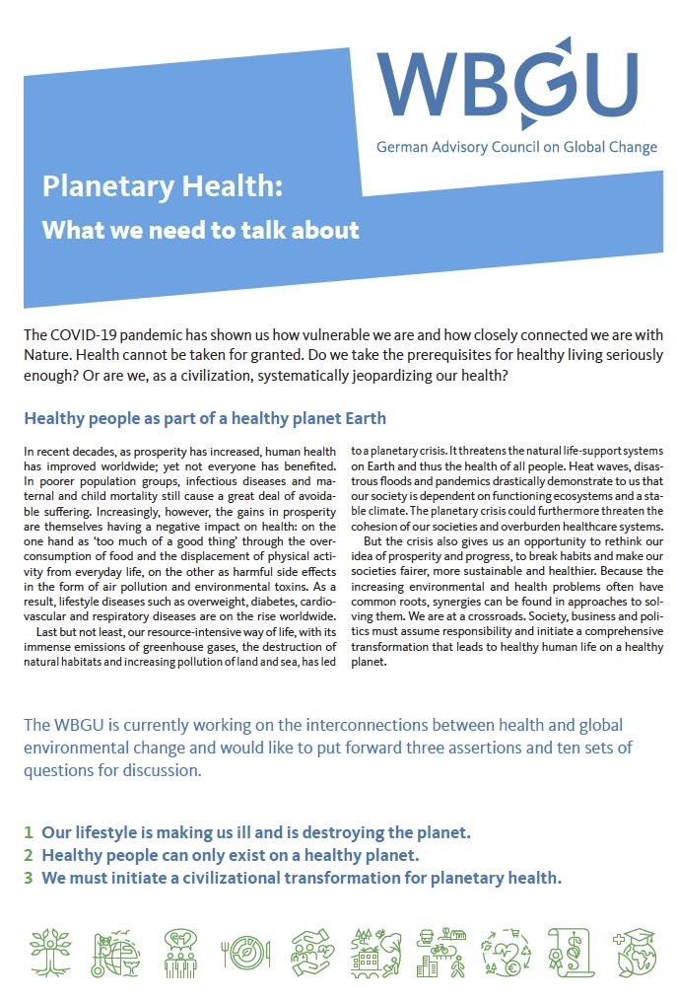 WBGU
German Advisory Council on Global Change
Planetary Health:
What we need to talk about
The COVID-19 pandemic has shown us how vulnerable we are and how closely connected we are with
Nature. Health cannot be taken for granted. Do we take the prerequisites for healthy living seriously
enough? Or are we, as a civilization, systematically jeopardizing our health?
Healthy people as part of a healthy planet Earth
In recent decades, as prosperity has increased, human health
has improved worldwide; yet not everyone has benefited.
In poorer population groups, infectious diseases and ma-
ternal and child mortality still cause a great deal of avoida-
ble suffering. Increasingly, however, the gains in prosperity
are themselves having a negative impact on health: on the
one hand as ‘too much of a good thing’ through the over-
consumption of food and the displacement of physical acti-
vity from everyday life, on the other as harmful side effects
in the form of air pollution and environmental toxins. As a
result, lifestyle diseases such as overweight, diabetes, cardio-
vascular and respiratory diseases are on the rise worldwide.
Last but not least, our resource-intensive way of life, with its
immense emissions of greenhouse gases, the destruction of
natural habitats and increasing pollution of land and sea, has led
to a planetary crisis. It threatens the natural life-support systems
on Earth and thus the health of all people. Heat waves, disas-
trous floods and pandemics drastically demonstrate to us that
our society is dependent on functioning ecosystems and a sta-
ble climate. The planetary crisis could furthermore threaten the
cohesion of our societies and overburden healthcare systems.
But the crisis also gives us an opportunity to rethink our
idea of prosperity and progress, to break habits and make our
societies fairer, more sustainable and healthier. Because the
increasing environmental and health problems often have
common roots, synergies can be found in approaches to sol-
ving them. We are at a crossroads. Society, business and poli-
tics must assume responsibility and initiate a comprehensive
transformation that leads to healthy human life on a healthy
planet.
The WBGU is currently working on the interconnections between health and global
environmental change and would like to put forward three assertions and ten sets of
questions for discussion.
1 Our lifestyle is making us ill and is destroying the planet.
2 Healthy people can only exist on a healthy planet.
3 We must initiate a civilizational transformation for planetary health.